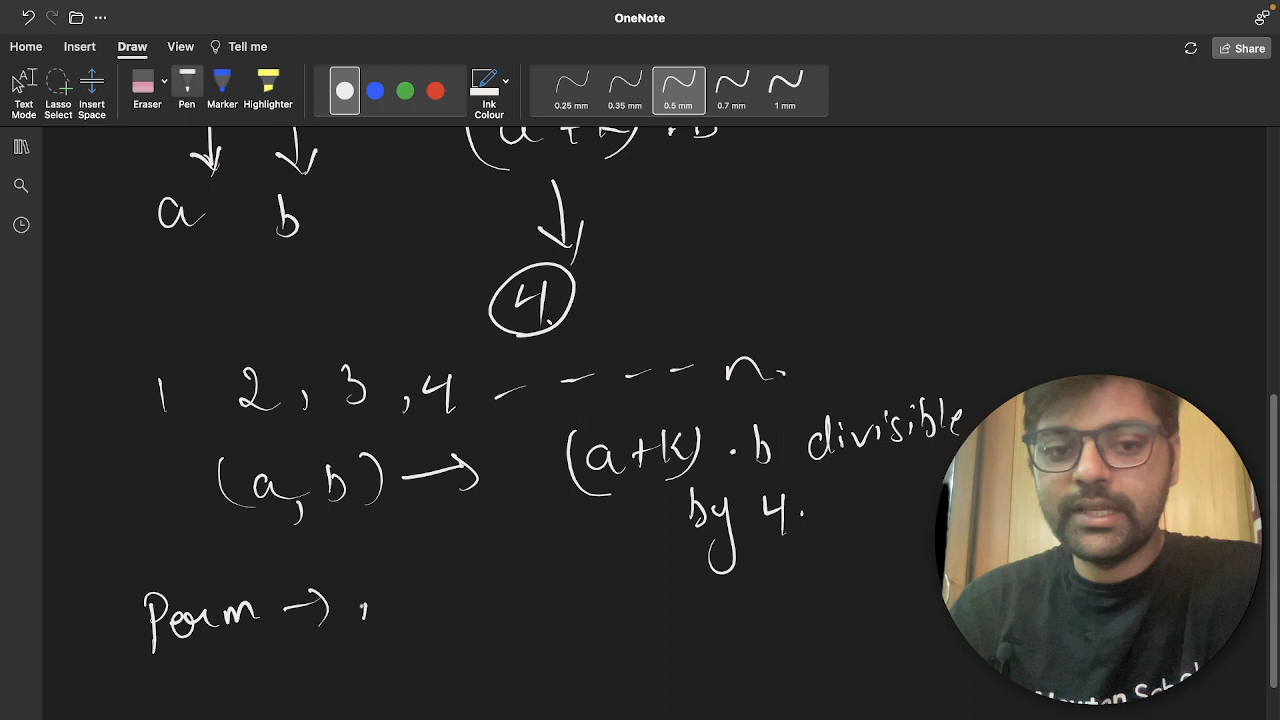 OneNote
Home Insert Draw View Tell me
Share
Text Mode
Lasso Select
Insert Space
Eraser
Pen
Marker
Highlighter
Ink Colour
0.25 mm
0.35 mm
0.5 mm
0.7 mm
1 mm
(a+k) . b
a b
4.
1 2, 3, 4 - - - - n.
(a, b) → (a+k) . b divisible
by 4.
Perm →